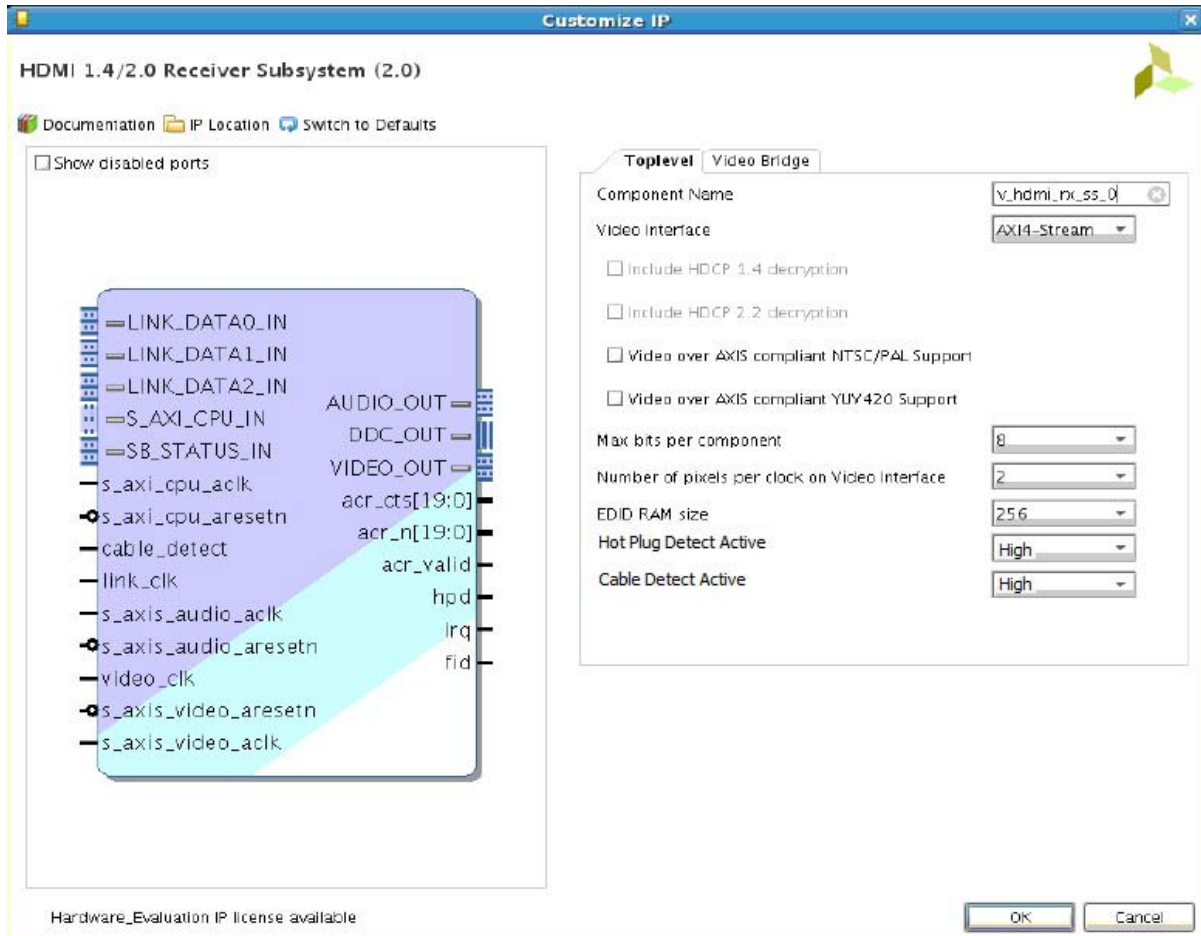 Customize IP
HDMI 1.4/2.0 Receiver Subsystem (2.0)
Documentation IP Location Switch to Defaults
Show disabled ports
LINK_DATA0_IN
LINK_DATA1_IN
LINK_DATA2_IN
S_AXI_CPU_IN
SB_STATUS_IN
s_axi_cpu_aclk
s_axi_cpu_aresetn
cable_detect
link_clk
s_axis_audio_aclk
s_axis_audio_aresetn
video_clk
s_axis_video_aresetn
s_axis_video_aclk
AUDIO_OUT
DDC_OUT
VIDEO_OUT
acr_cts[19:0]
acr_n[19:0]
acr_valid
hpd
irq
fid
Toplevel Video Bridge
Component Name v_hdmi_rx_ss_0
Video Interface AXI4-Stream
Include HDCP 1.4 decryption
Include HDCP 2.2 decryption
Video over AXIS compliant NTSC/PAL Support
Video over AXIS compliant YUV420 Support
Max bits per component 8
Number of pixels per clock on Video Interface 2
EDID RAM size 256
Hot Plug Detect Active High
Cable Detect Active High
Hardware_Evaluation IP license available
OK Cancel